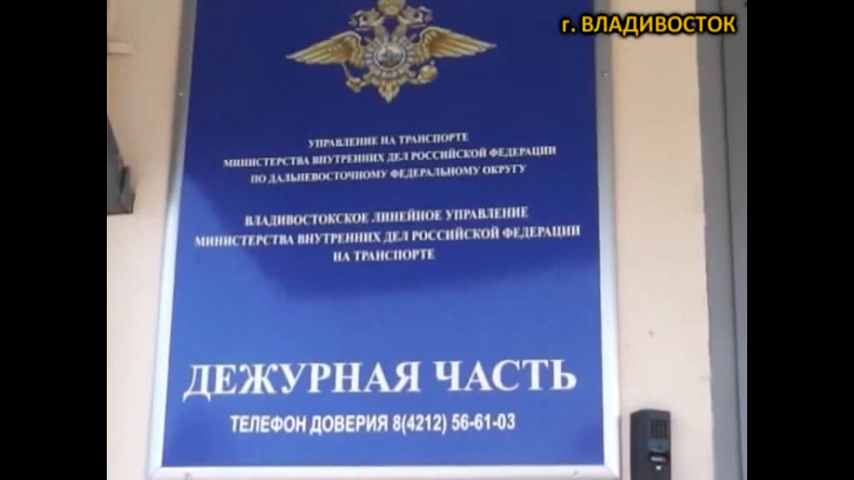 г. ВЛАДИВОСТОК
УПРАВЛЕНИЕ НА ТРАНСПОРТЕ
МИНИСТЕРСТВА ВНУТРЕННИХ ДЕЛ РОССИЙСКОЙ ФЕДЕРАЦИИ
ПО ДАЛЬНЕВОСТОЧНОМУ ФЕДЕРАЛЬНОМУ ОКРУГУ
ВЛАДИВОСТОКСКОЕ ЛИНЕЙНОЕ УПРАВЛЕНИЕ
МИНИСТЕРСТВА ВНУТРЕННИХ ДЕЛ РОССИЙСКОЙ ФЕДЕРАЦИИ
НА ТРАНСПОРТЕ
ДЕЖУРНАЯ ЧАСТЬ
ТЕЛЕФОН ДОВЕРИЯ 8(4212) 56-61-03